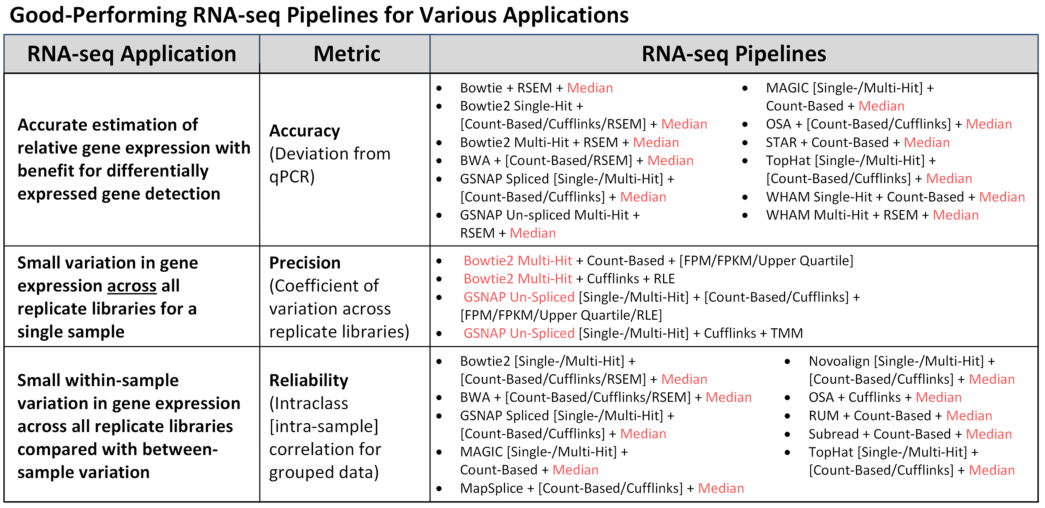 Good-Performing RNA-seq Pipelines for Various Applications
RNA-seq Application
Metric
RNA-seq Pipelines
Accurate estimation of
relative gene expression with
benefit for differentially
expressed gene detection
Accuracy
(Deviation from
qPCR)
• Bowtie + RSEM + Median
• Bowtie2 Single-Hit +
[Count-Based/Cufflinks/RSEM] + Median
• Bowtie2 Multi-Hit + RSEM + Median
• BWA + [Count-Based/RSEM] + Median
• GSNAP Spliced [Single-/Multi-Hit] +
[Count-Based/Cufflinks] + Median
• GSNAP Un-spliced Multi-Hit +
RSEM + Median
• MAGIC [Single-/Multi-Hit] +
Count-Based + Median
• OSA + [Count-Based/Cufflinks] + Median
• STAR + Count-Based + Median
• TopHat [Single-/Multi-Hit] +
[Count-Based/Cufflinks] + Median
• WHAM Single-Hit + Count-Based + Median
• WHAM Multi-Hit + RSEM + Median
Small variation in gene
expression across all
replicate libraries for a
single sample
Precision
(Coefficient of
variation across
replicate libraries)
• Bowtie2 Multi-Hit + Count-Based + [FPM/FPKM/Upper Quartile]
• Bowtie2 Multi-Hit + Cufflinks + RLE
• GSNAP Un-Spliced [Single-/Multi-Hit] + [Count-Based/Cufflinks] +
[FPM/FPKM/Upper Quartile/RLE]
• GSNAP Un-Spliced [Single-/Multi-Hit] + Cufflinks + TMM
Small within-sample
variation in gene expression
across all replicate libraries
compared with between-
sample variation
Reliability
(Intraclass
[intra-sample]
correlation for
grouped data)
• Bowtie2 [Single-/Multi-Hit] +
[Count-Based/Cufflinks/RSEM] + Median
• BWA + [Count-Based/Cufflinks/RSEM] + Median
• GSNAP Spliced [Single-/Multi-Hit] +
[Count-Based/Cufflinks] + Median
• MAGIC [Single-/Multi-Hit] +
Count-Based + Median
• MapSplice + [Count-Based/Cufflinks] + Median
• Novoalign [Single-/Multi-Hit] +
[Count-Based/Cufflinks] + Median
• OSA + Cufflinks + Median
• RUM + Count-Based + Median
• Subread + Count-Based + Median
• TopHat [Single-/Multi-Hit] +
[Count-Based/Cufflinks] + Median